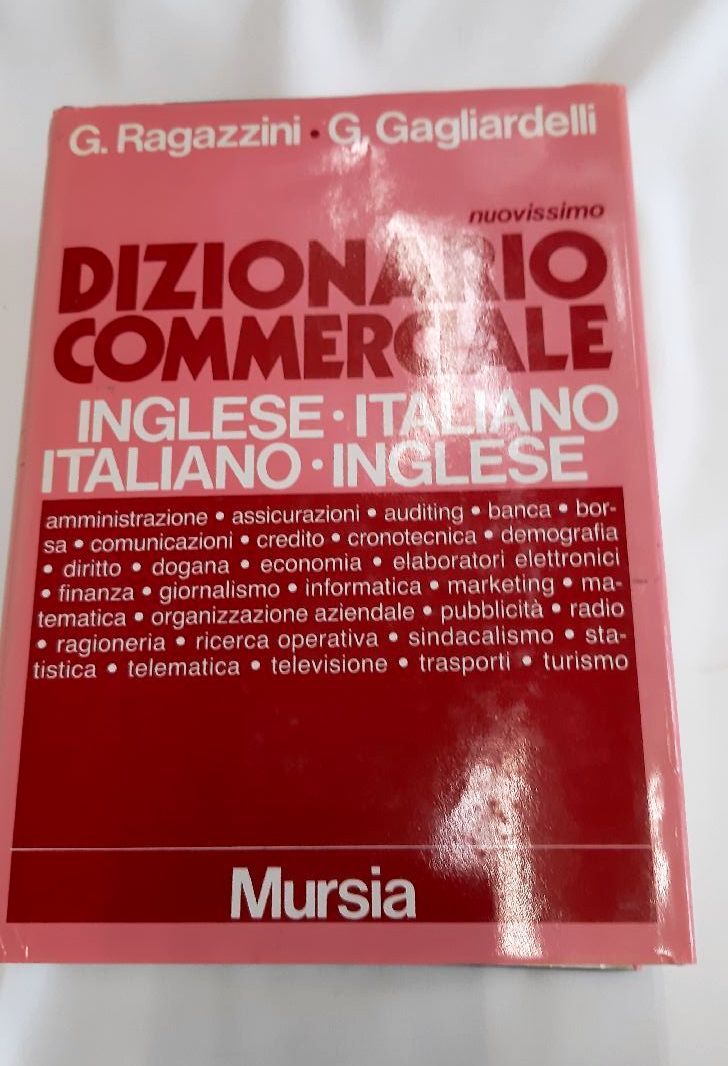 G. Ragazzini • G. Gagliardelli
nuovissimo
DIZIONARIO
COMMERCIALE
INGLESE • ITALIANO
ITALIANO • INGLESE
amministrazione • assicurazioni • auditing • banca • bor-
sa • comunicazioni • credito • cronotecnica • demografia
• diritto • dogana • economia • elaboratori elettronici
• finanza • giornalismo • informatica • marketing • ma-
tematica • organizzazione aziendale • pubblicità • radio
• ragioneria • ricerca operativa • sindacalismo • sta-
tistica • telematica • televisione • trasporti • turismo
Mursia